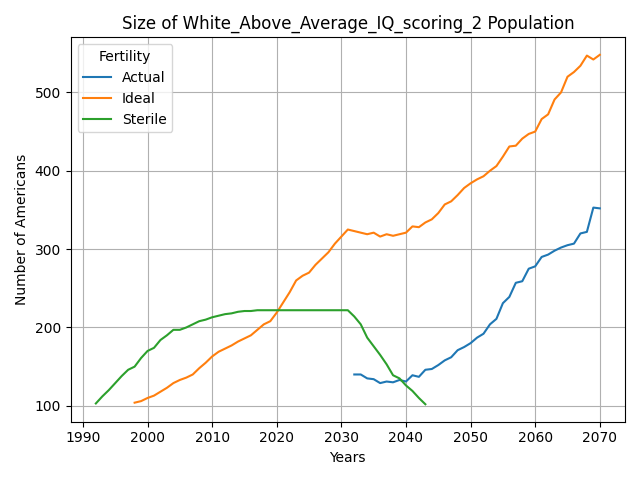 Size of White_Above_Average_IQ_scoring_2 Population
Fertility
Actual
Ideal
Sterile
Number of Americans
500
400
300
200
100
1990 2000 2010 2020 2030 2040 2050 2060 2070
Years